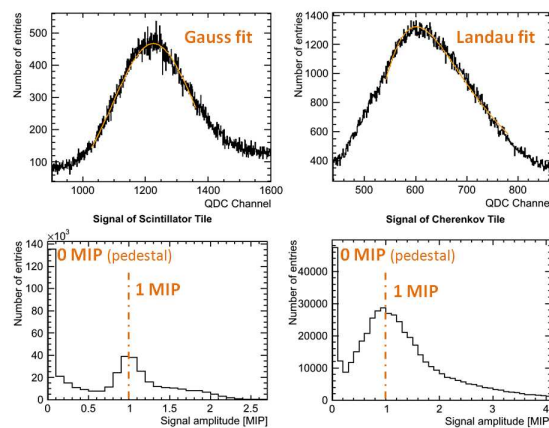 Number of entries
500
400
300
200
100
Gauss fit
1000
1200
1400
1600
QDC Channel
Signal of Scintillator Tile
Number of entries
1400
1200
1000
800
600
400
Landau fit
500
600
700
800
QDC Channel
Signal of Cherenkov Tile
Number of entries
×10³
140
120
100
80
60
40
20
0
0 MIP (pedestal)
1 MIP
0
0.5
1
1.5
2
2.5
Signal amplitude [MIP]
Number of entries
50000
40000
30000
20000
10000
0
0 MIP (pedestal)
1 MIP
0
1
2
3
4
Signal amplitude [MIP]